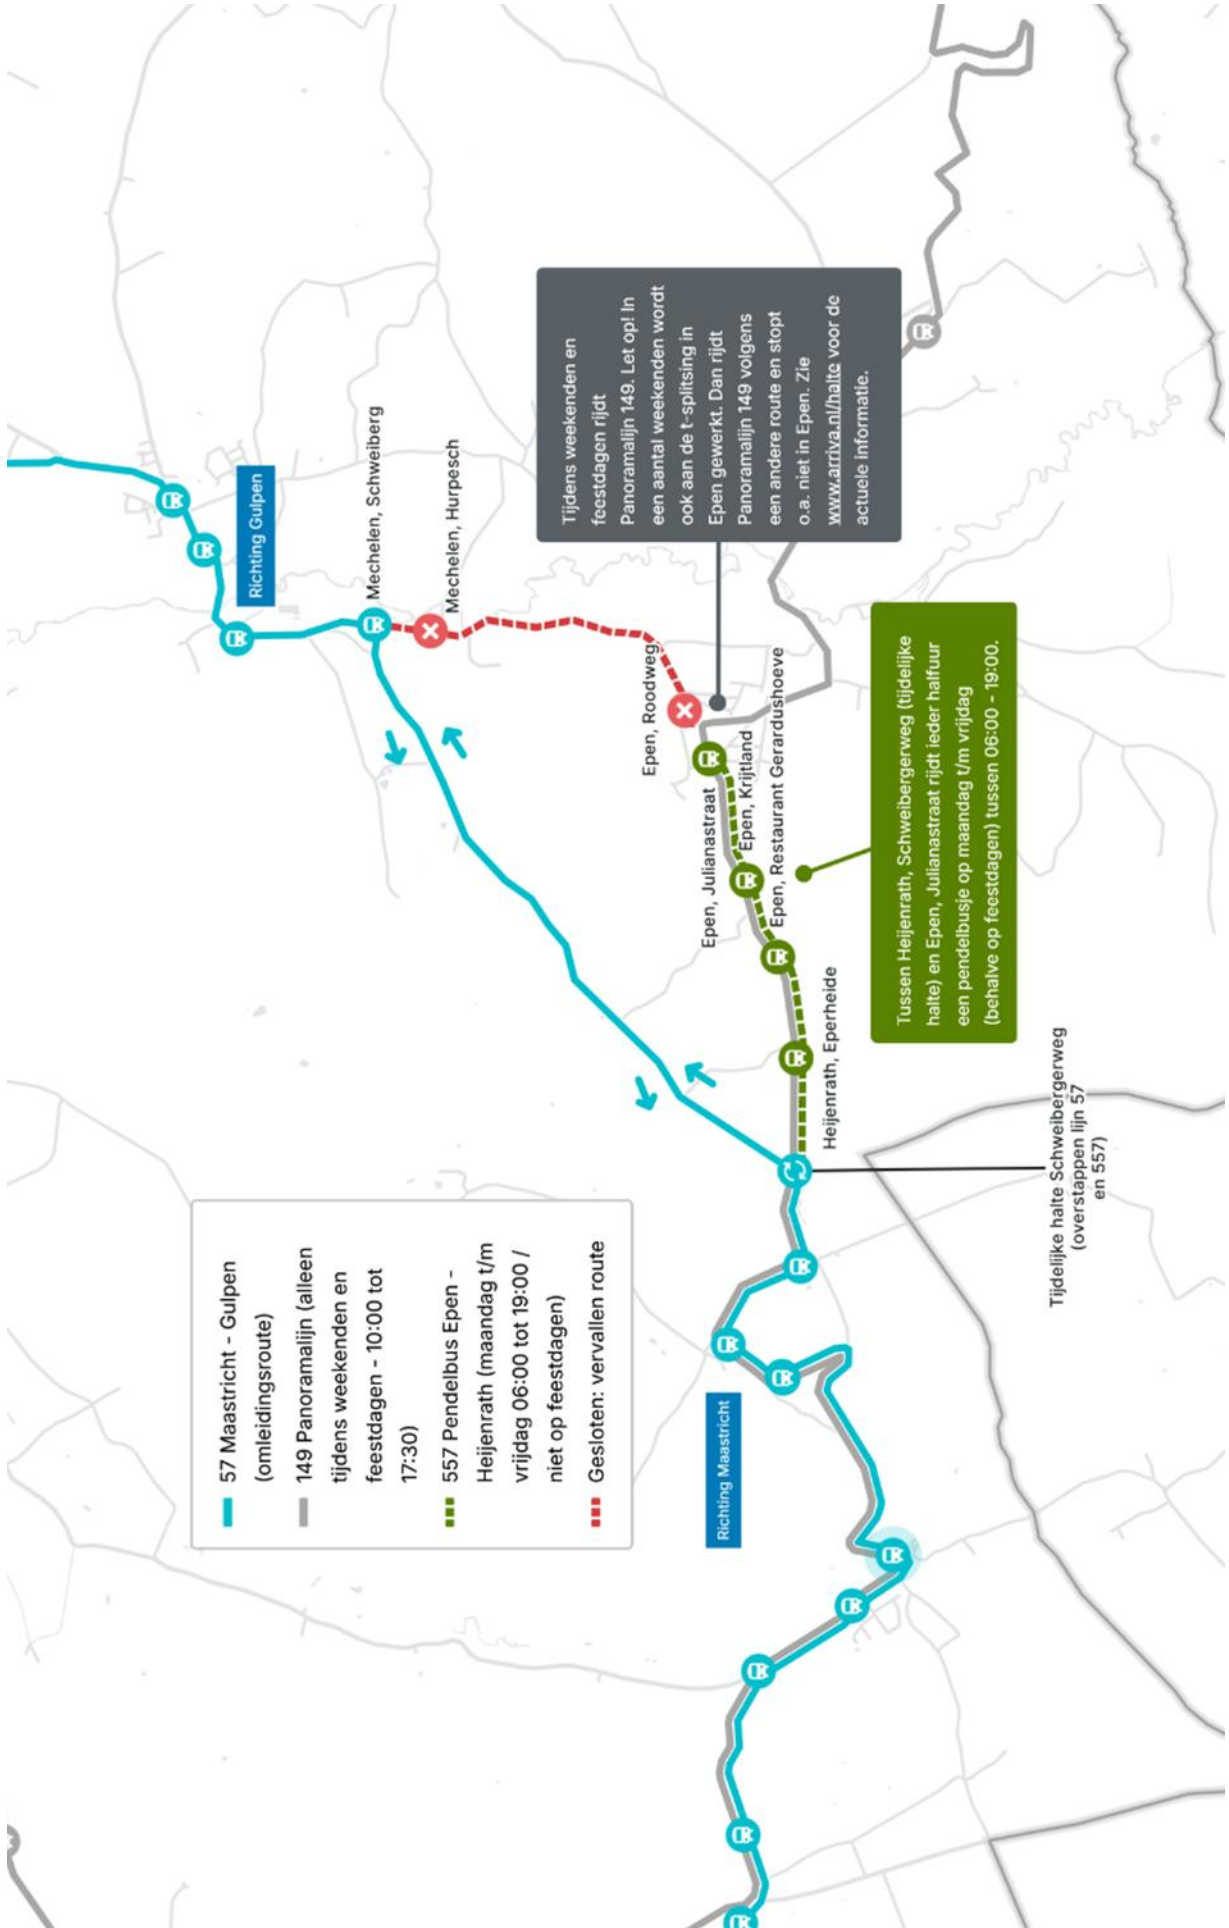 57 Maastricht - Gulpen
(omleidingsroute)
149 Panoramalijn (alleen
tijdens weekenden en
feestdagen - 10:00 tot
17:30)
557 Pendelbus Epen -
Heijenrath (maandag t/m
vrijdag 06:00 tot 19:00 /
niet op feestdagen)
Gesloten: vervallen route
Richting Gulpen
Mechelen, Schweiberg
Mechelen, Hurpesch
Epen, Roodweg
Tijdens weekenden en
feestdagen rijdt
Panoramalijn 149. Let op! In
een aantal weekenden wordt
ook aan de t-splitsing in
Epen gewerkt. Dan rijdt
Panoramalijn 149 volgens
een andere route en stopt
o.a. niet in Epen. Zie
www.arriva.nl/halte voor de
actuele informatie.
Epen, Julianastraat
Epen, Krijtland
Epen, Restaurant Gerardushoeve
Heijenrath, Eperheide
Richting Maastricht
Tussen Heijenrath, Schweibergerweg (tijdelijke
halte) en Epen, Julianastraat rijdt ieder halfuur
een pendelbusje op maandag t/m vrijdag
(behalve op feestdagen) tussen 06:00 - 19:00.
Tijdelijke halte Schweibergerweg
(overstappen lijn 57
en 557)